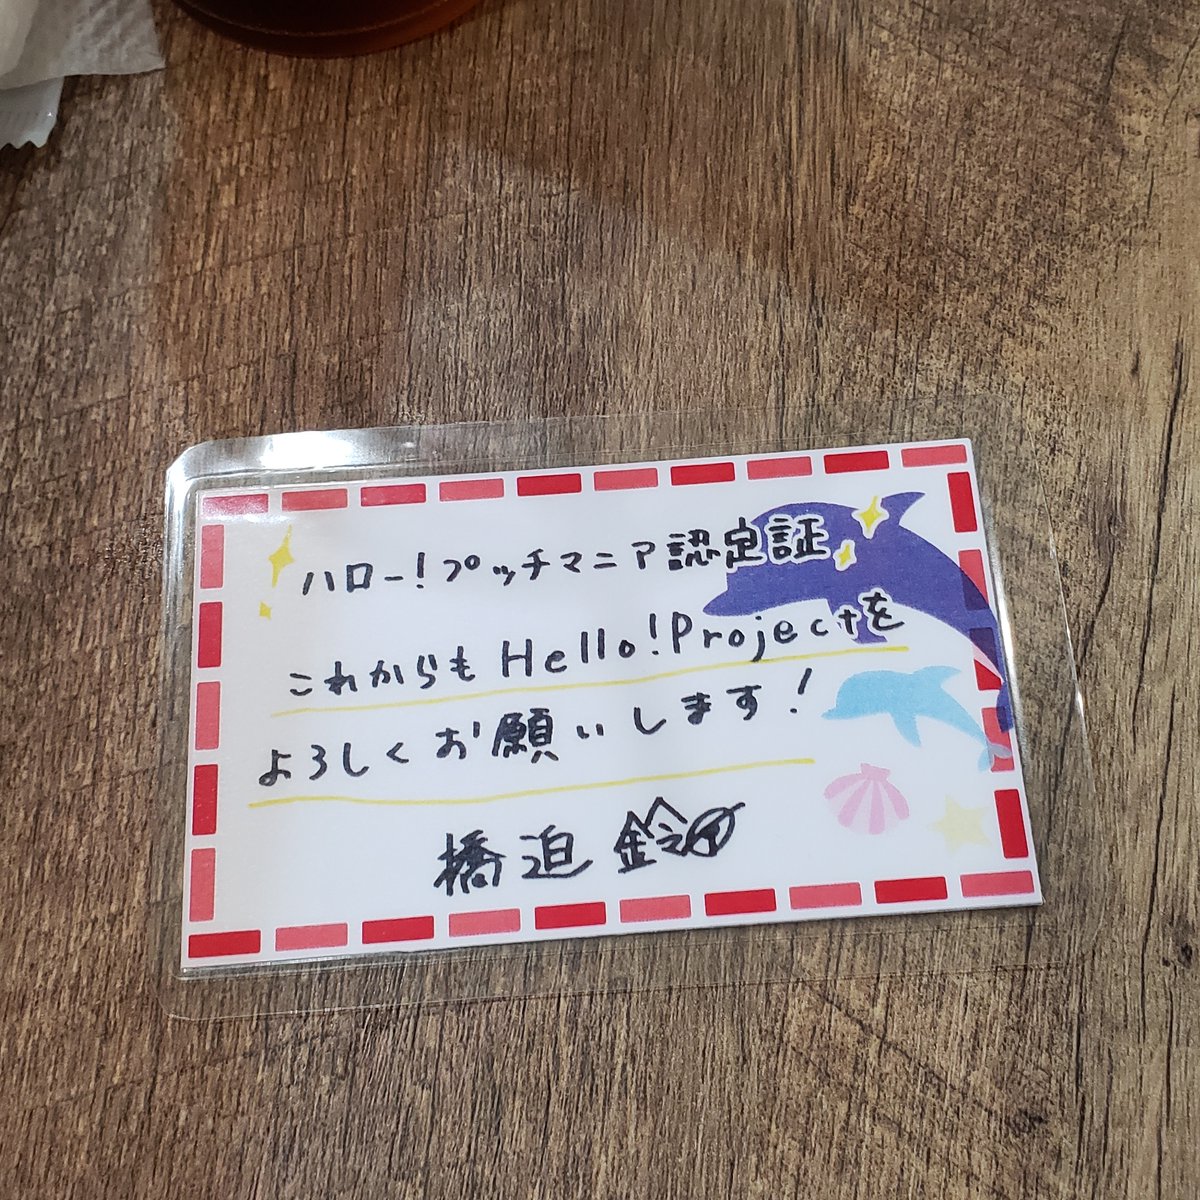 ハロー!プッチマニア認定証
これからもHello!Projectを
よろしくお願いします!
橋迫 鈴